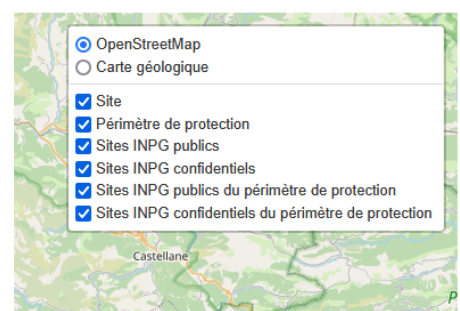 OpenStreetMap
Carte géologique
Site
Périmètre de protection
Sites INPG publics
Sites INPG confidentiels
Sites INPG publics du périmètre de protection
Sites INPG confidentiels du périmètre de protection
Castellane
P